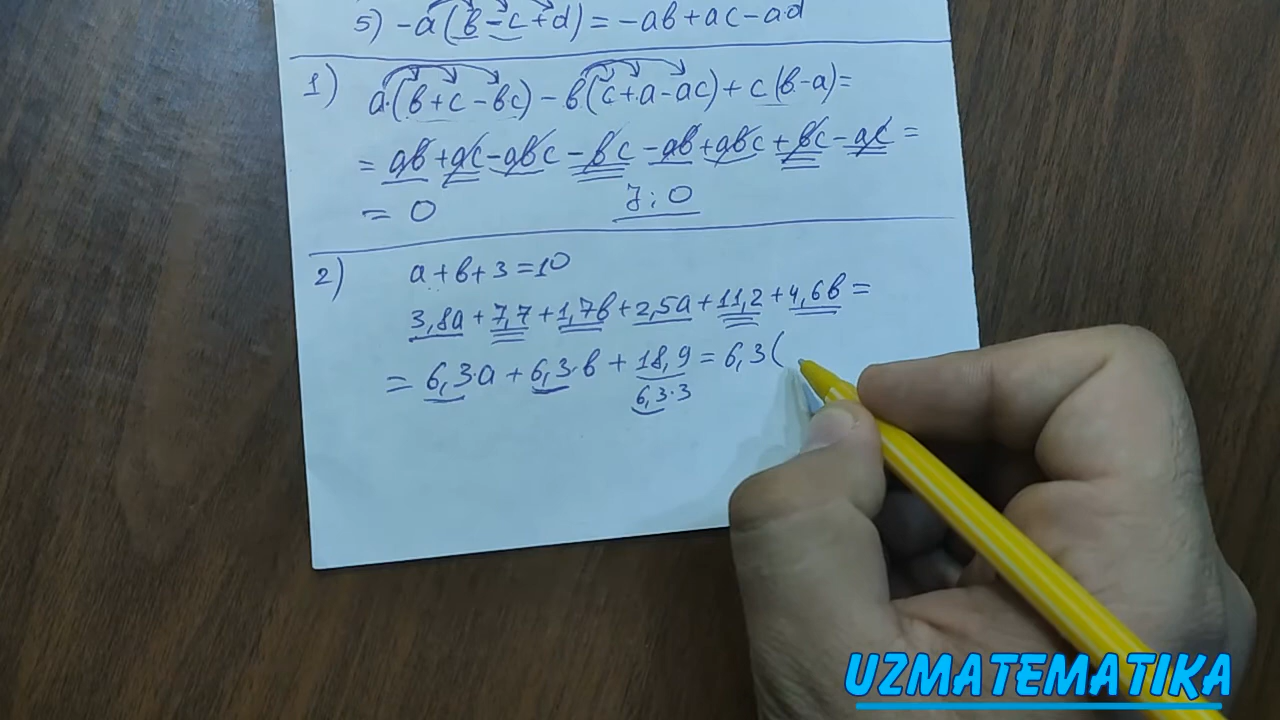 5) -a(b-c+d)=-ab+ac-ad
1) a·(b+c-bc)-b(c+a-ac)+c(b-a)=
=ab+ac-abc-bc-ab+abc+bc-ac=
=0 J:0
2) a+b+3=10
3,8a+7,7+1,7b+2,5a+11,2+4,6b=
=6,3·a+6,3·b+18,9=6,3(
6,3·3
UZMATEMATIKA